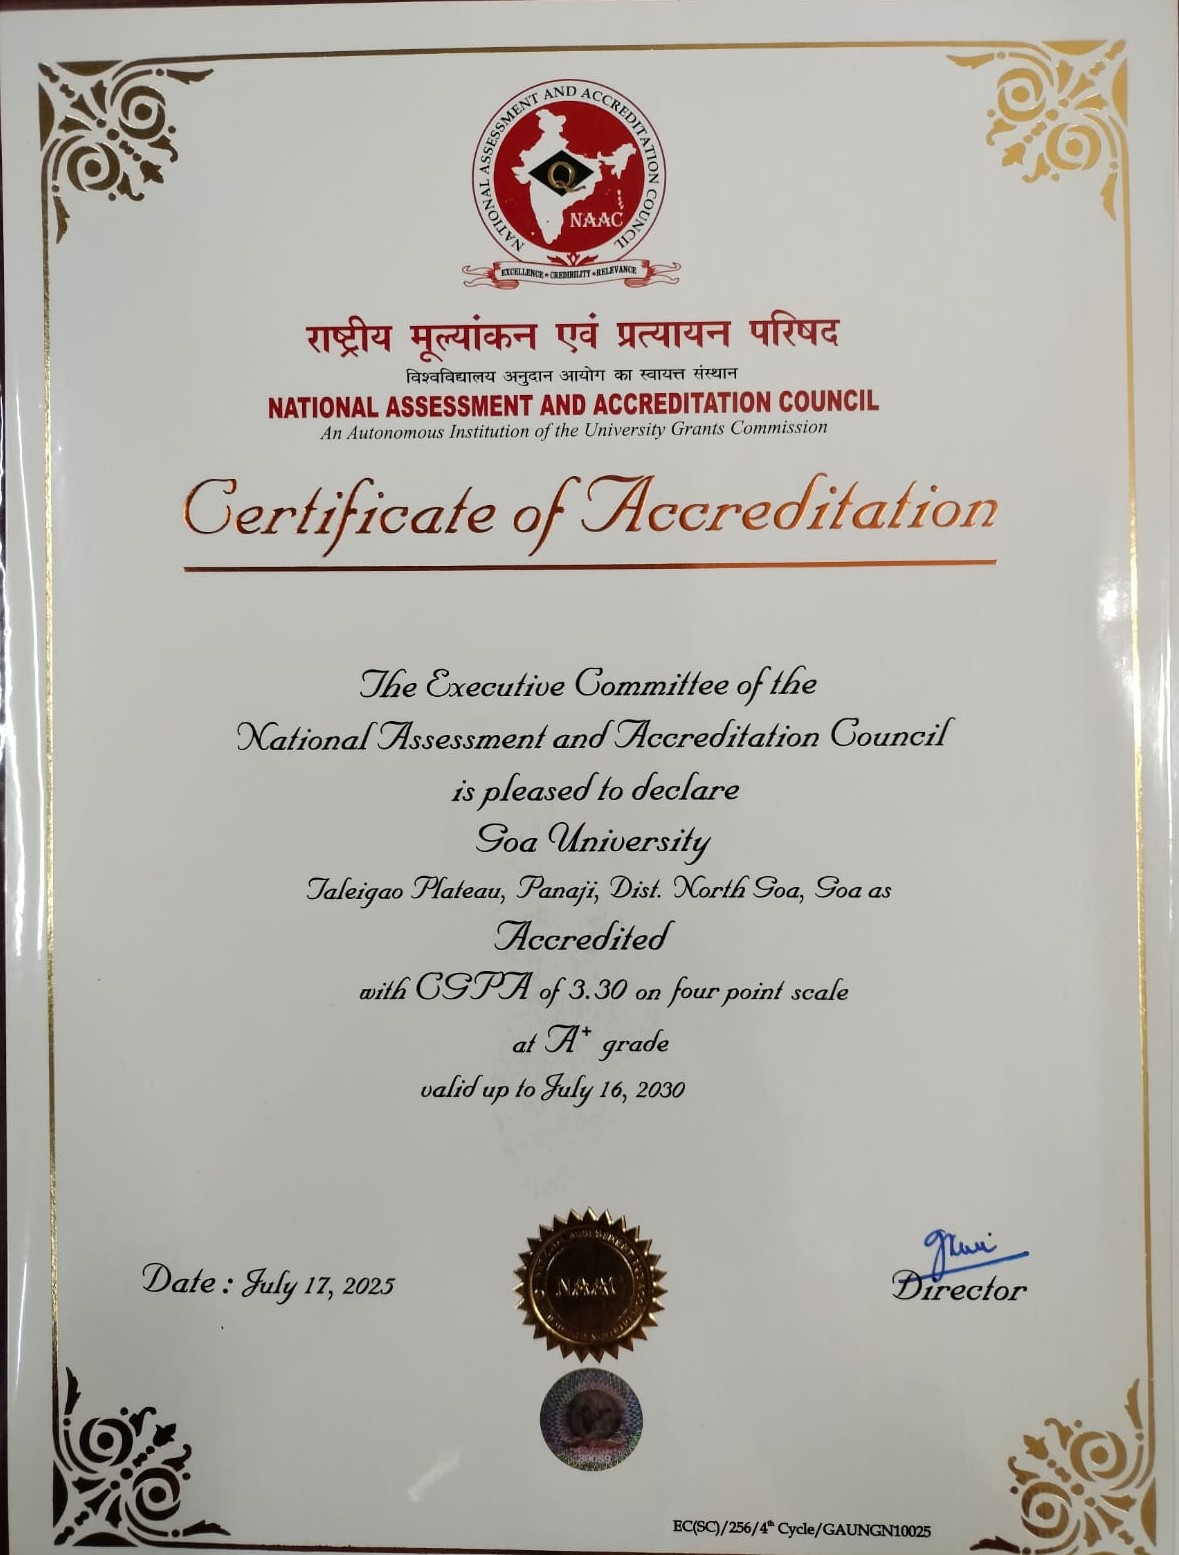 NATIONAL ASSESSMENT AND ACCREDITATION COUNCIL
Q
NAAC
EXCELLENCE • CREDIBILITY • RELEVANCE
राष्ट्रीय मूल्यांकन एवं प्रत्यायन परिषद
विश्वविद्यालय अनुदान आयोग का स्वायत्त संस्थान
NATIONAL ASSESSMENT AND ACCREDITATION COUNCIL
An Autonomous Institution of the University Grants Commission
Certificate of Accreditation
The Executive Committee of the
National Assessment and Accreditation Council
is pleased to declare
Goa University
Taleigao Plateau, Panaji, Dist. North Goa, Goa as
Accredited
with CGPA of 3.30 on four point scale
at A⁺ grade
valid up to July 16, 2030
Date : July 17, 2025
NAAC
Director
EC(SC)/256/4ᵗʰ Cycle/GAUNGN10025